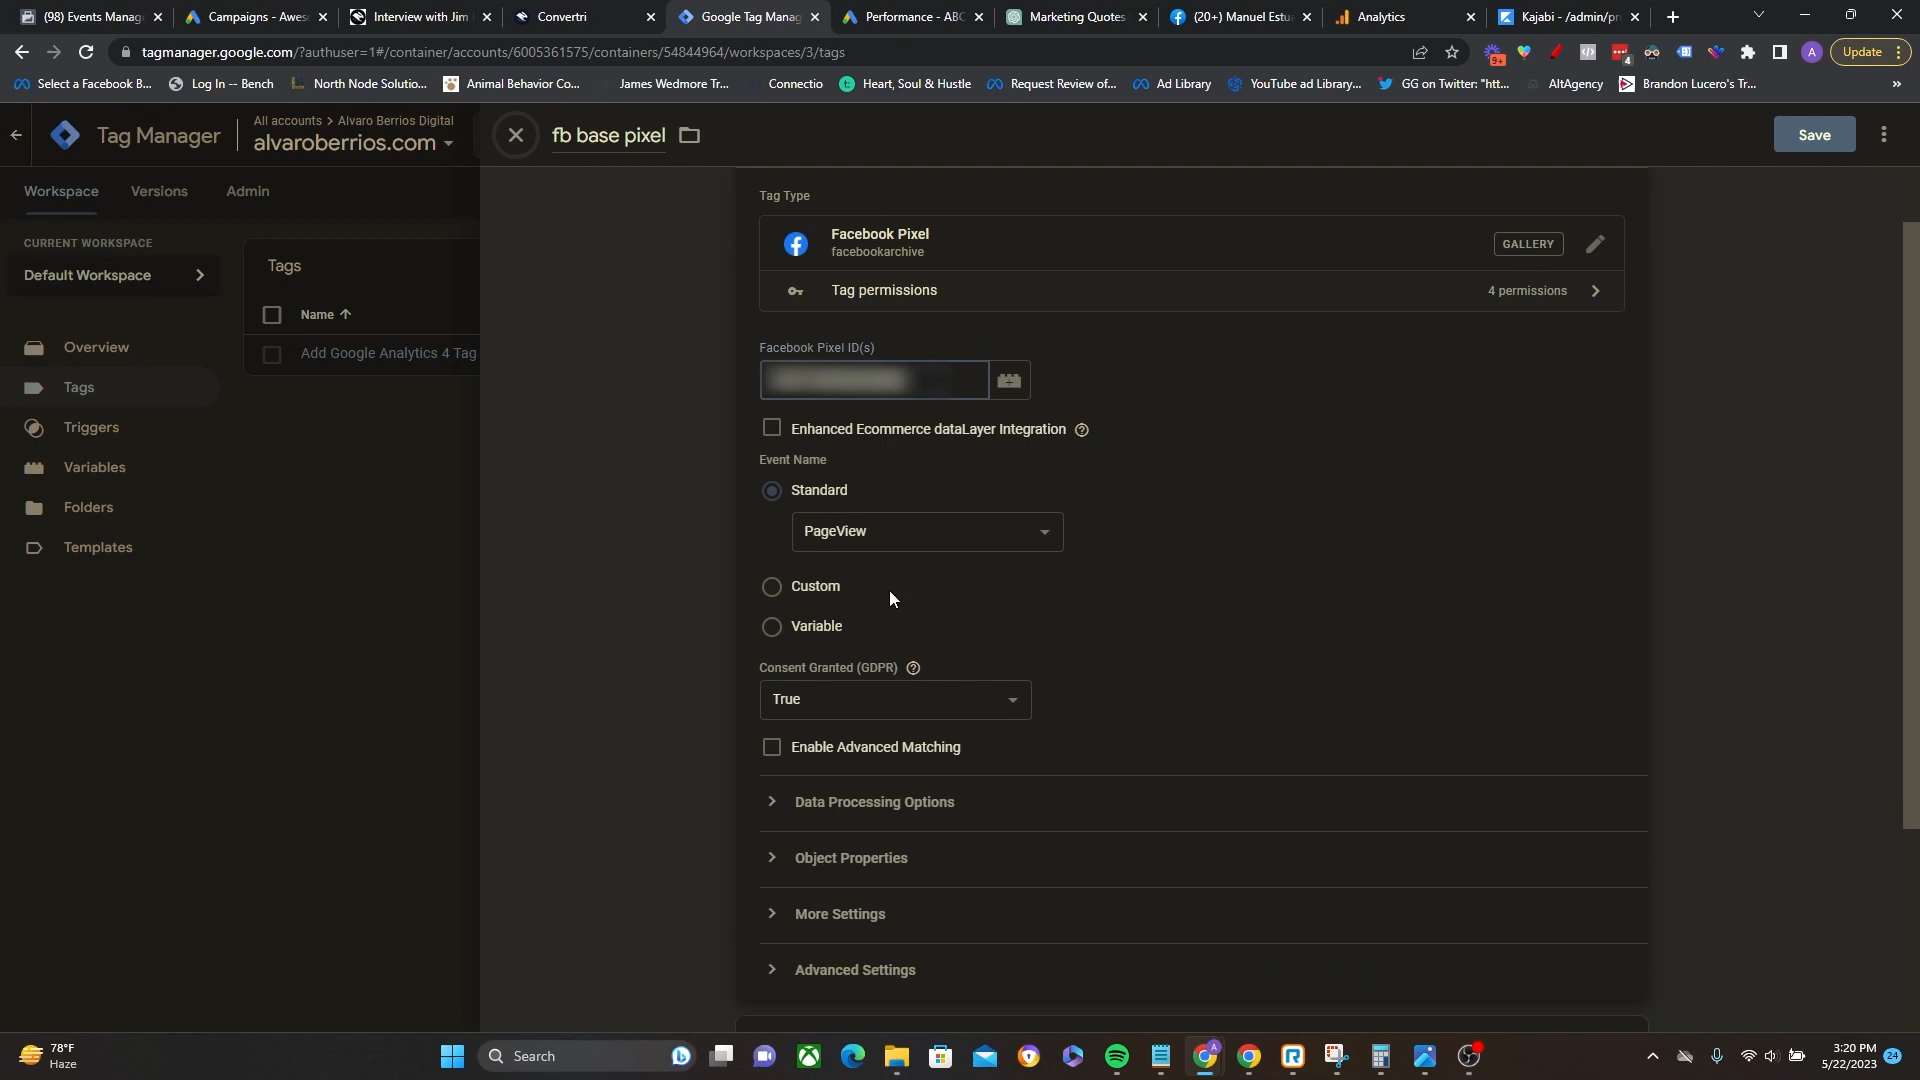 (98) Events Manag
Campaigns - Awes
Interview with Jim
Convertri
Google Tag Manag
Performance - ABC
Marketing Quotes
(20+) Manuel Estua
Analytics
Kajabi - /admin/pr
tagmanager.google.com/?authuser=1#/container/accounts/6005361575/containers/54844964/workspaces/3/tags
9+
4
A
Update
Select a Facebook B...
Log In -- Bench
North Node Solutio...
Animal Behavior Co...
James Wedmore Tr...
Connectio
Heart, Soul & Hustle
Request Review of...
Ad Library
YouTube ad Library...
GG on Twitter: "htt...
AltAgency
Brandon Lucero's Tr...
»
Tag Manager
All accounts > Alvaro Berrios Digital
alvaroberrios.com
fb base pixel
Save
Workspace
Versions
Admin
CURRENT WORKSPACE
Default Workspace
Overview
Tags
Triggers
Variables
Folders
Templates
Tags
Name
Add Google Analytics 4 Tag
Tag Type
Facebook Pixel
facebookarchive
GALLERY
Tag permissions
4 permissions
Facebook Pixel ID(s)
Enhanced Ecommerce dataLayer Integration
Event Name
Standard
PageView
Custom
Variable
Consent Granted (GDPR)
True
Enable Advanced Matching
Data Processing Options
Object Properties
More Settings
Advanced Settings
78°F
Haze
Search
A
3:20 PM
5/22/2023
24